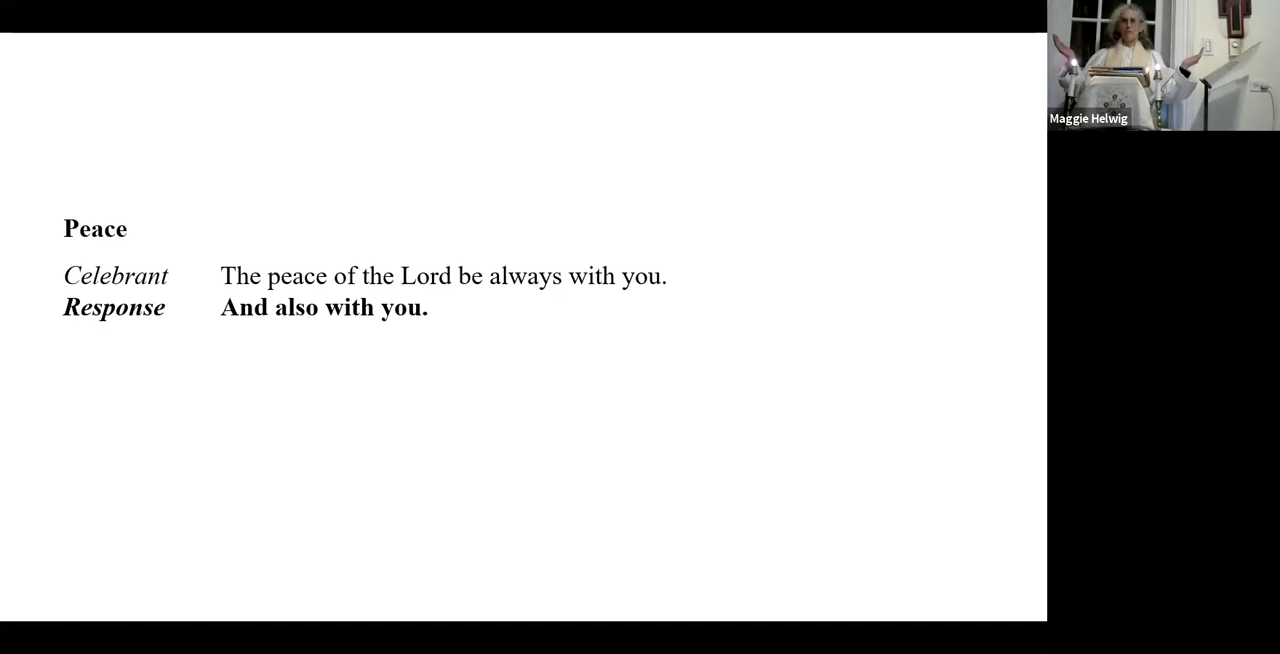 Peace
Celebrant The peace of the Lord be always with you.
Response And also with you.
Maggie Helwig